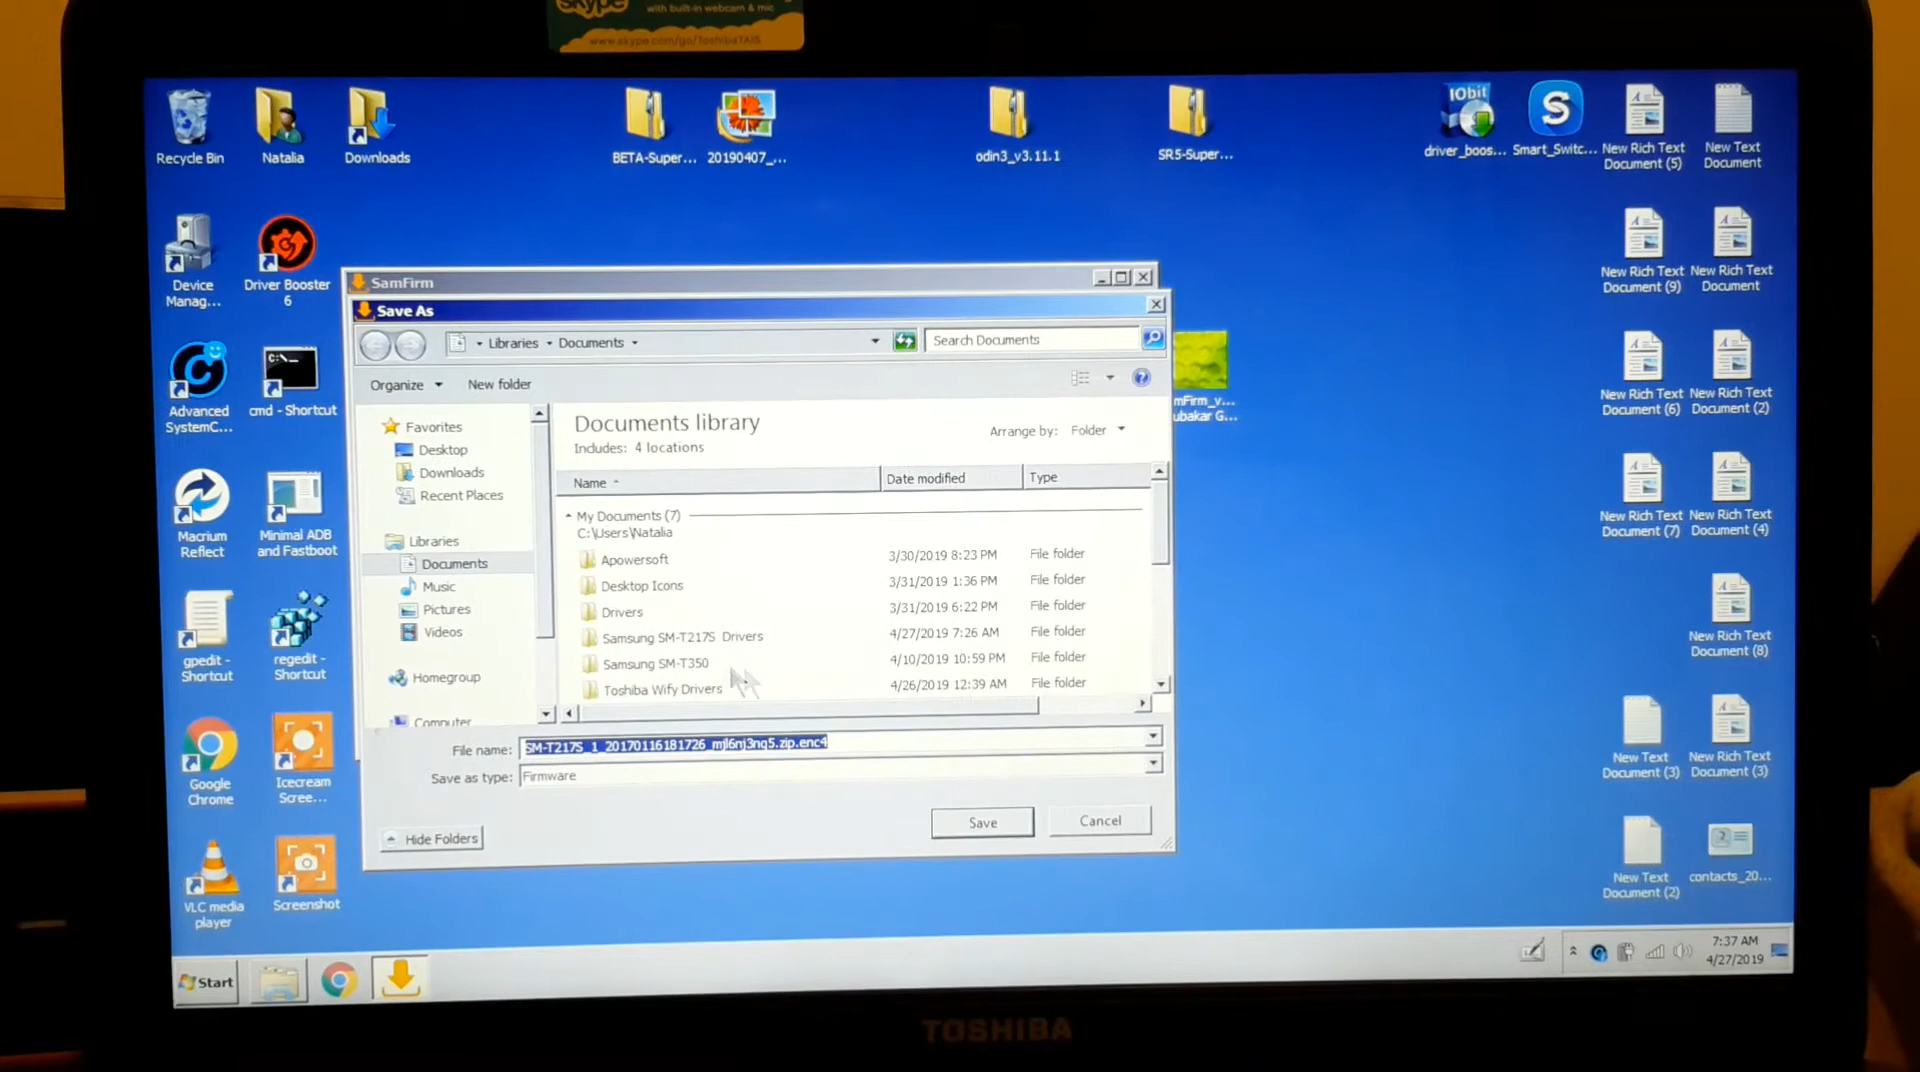 skype
with built-in webcam & mic
www.skype.com/go/ToshibaTAIS
Recycle Bin
Natalia
Downloads
BETA-Super...
20190407_...
odin3_v3.11.1
SR5-Super...
IObit
driver_boos...
S
Smart_Switc...
New Rich Text
Document (5)
New Text
Document
Device
Manag...
Driver Booster
6
New Rich Text
Document (9)
New Rich Text
Document
C:\
Advanced
SystemC...
cmd - Shortcut
mFirm_v...
ubakar G...
New Rich Text
Document (6)
New Rich Text
Document (2)
Macrium
Reflect
Minimal ADB
and Fastboot
New Rich Text
Document (7)
New Rich Text
Document (4)
gpedit -
Shortcut
regedit -
Shortcut
New Rich Text
Document (8)
Google
Chrome
Icecream
Scree...
New Text
Document (3)
New Rich Text
Document (3)
VLC media
player
Screenshot
New Text
Document (2)
contacts_20...
SamFirm
Save As
Libraries
Documents
Search Documents
Organize
New folder
Favorites
Desktop
Downloads
Recent Places
Libraries
Documents
Music
Pictures
Videos
Homegroup
Computer
Documents library
Includes: 4 locations
Arrange by: Folder
Name
Date modified
Type
My Documents (7)
C:\Users\Natalia
Apowersoft 3/30/2019 8:23 PM File folder
Desktop Icons 3/31/2019 1:36 PM File folder
Drivers 3/31/2019 6:22 PM File folder
Samsung SM-T217S Drivers 4/27/2019 7:26 AM File folder
Samsung SM-T350 4/10/2019 10:59 PM File folder
Toshiba Wify Drivers 4/26/2019 12:39 AM File folder
File name: SM-T217S_1_20170116181726_mjl6nj3nq5.zip.enc4
Save as type: Firmware
Hide Folders
Save
Cancel
Start
7:37 AM
4/27/2019
TOSHIBA